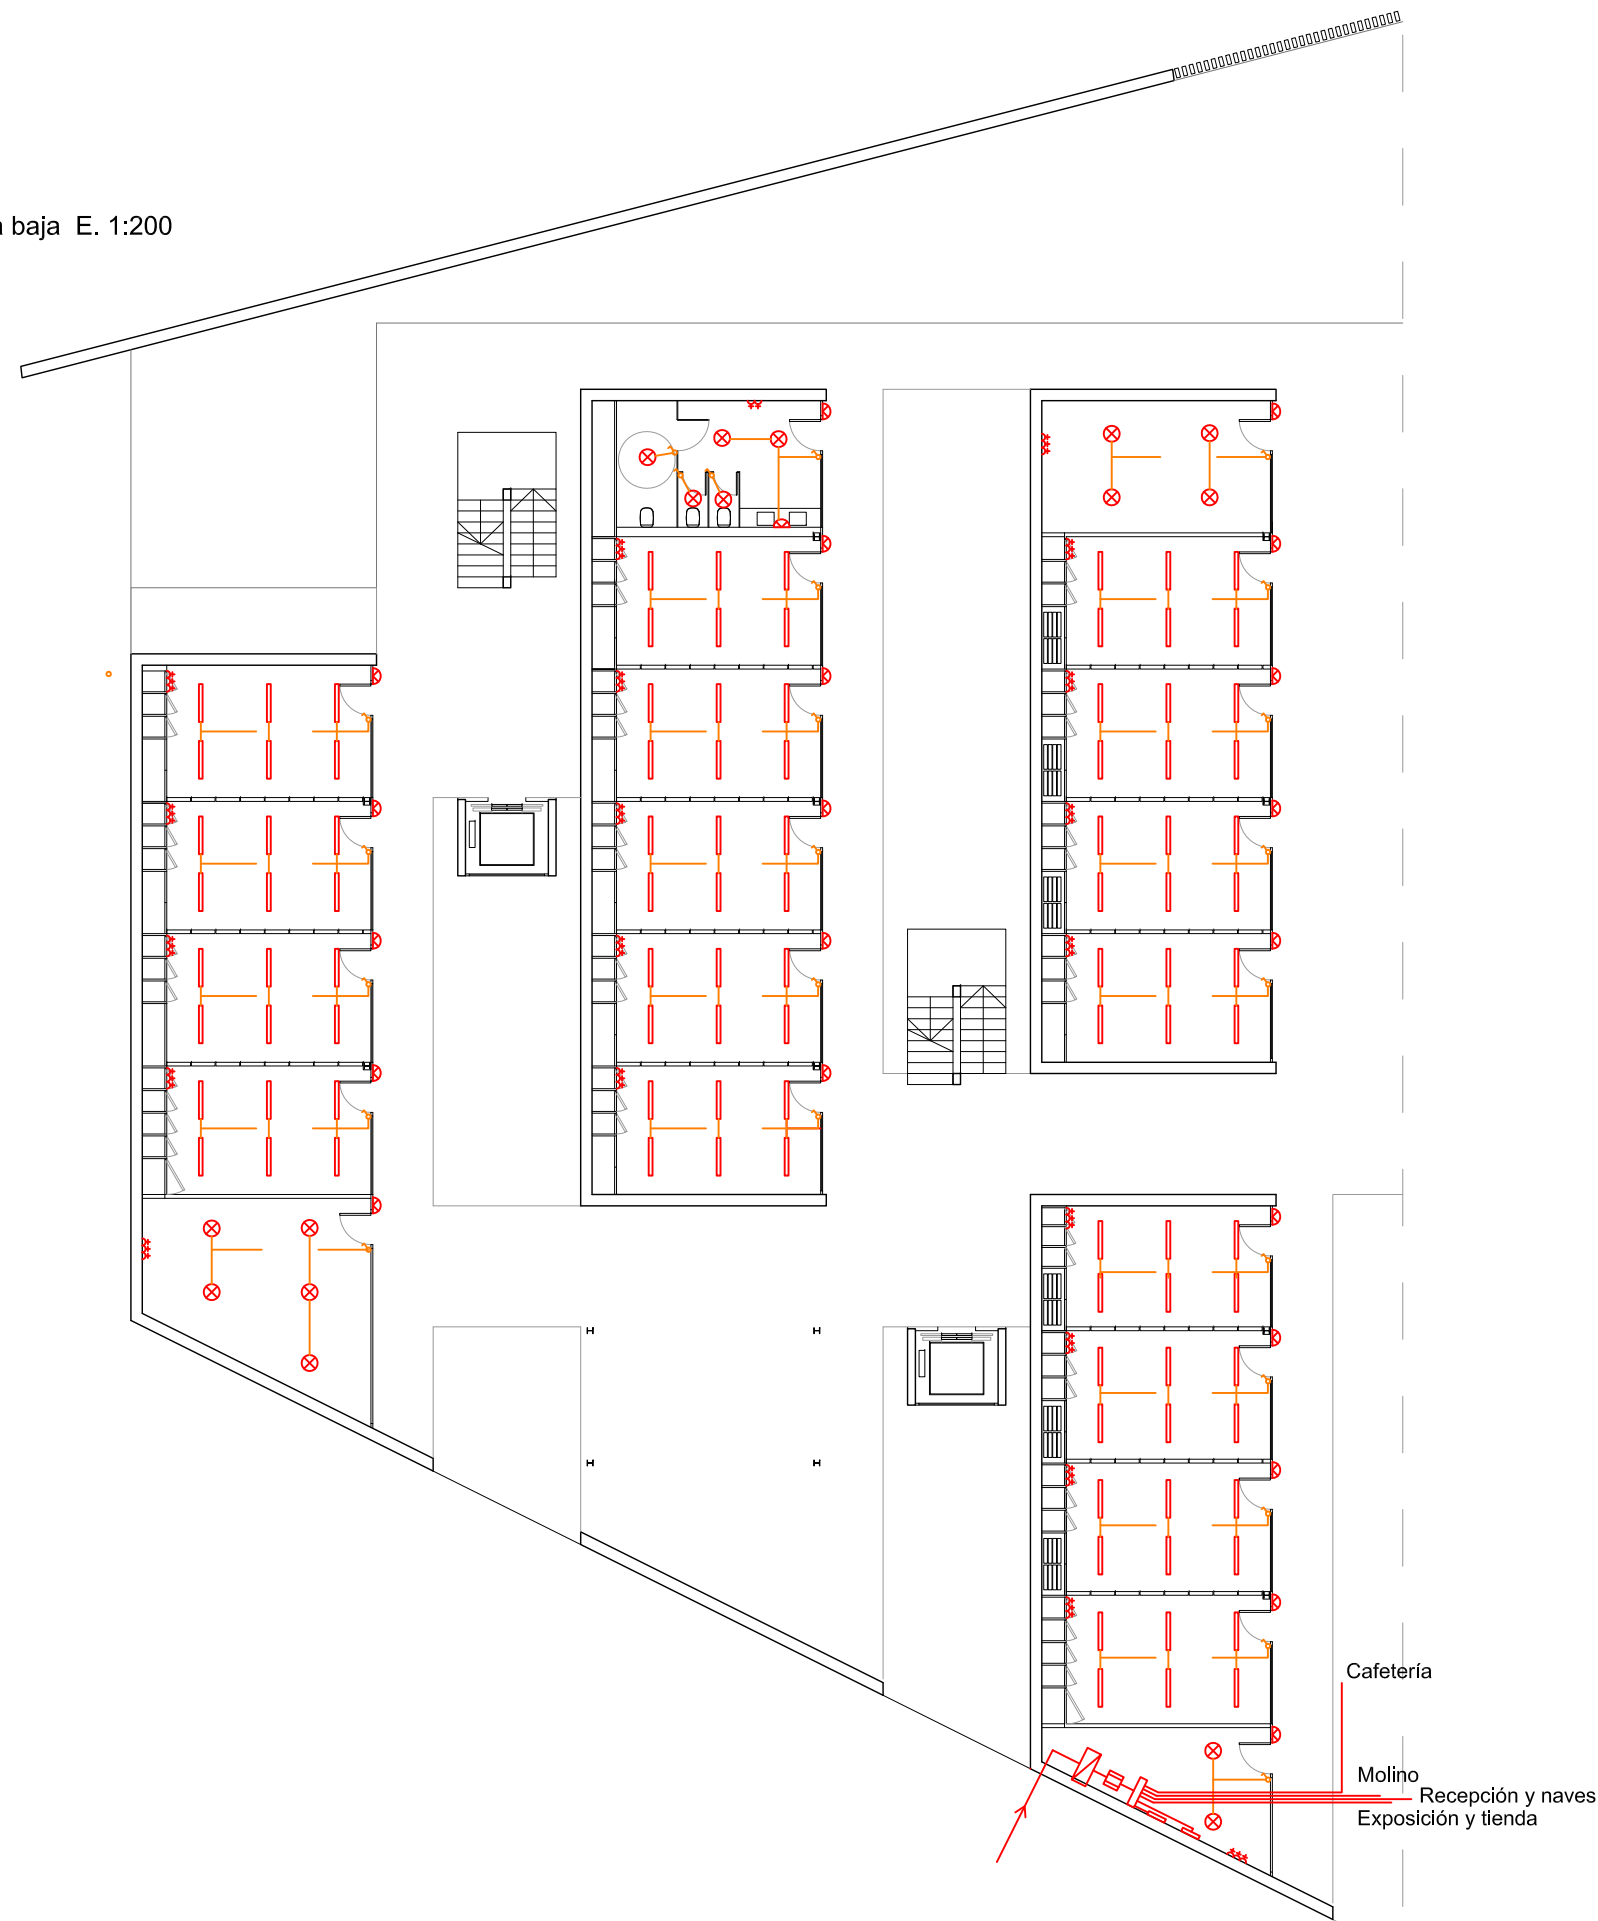 baja E. 1:200
Cafetería
Molino
Recepción y naves
Exposición y tienda